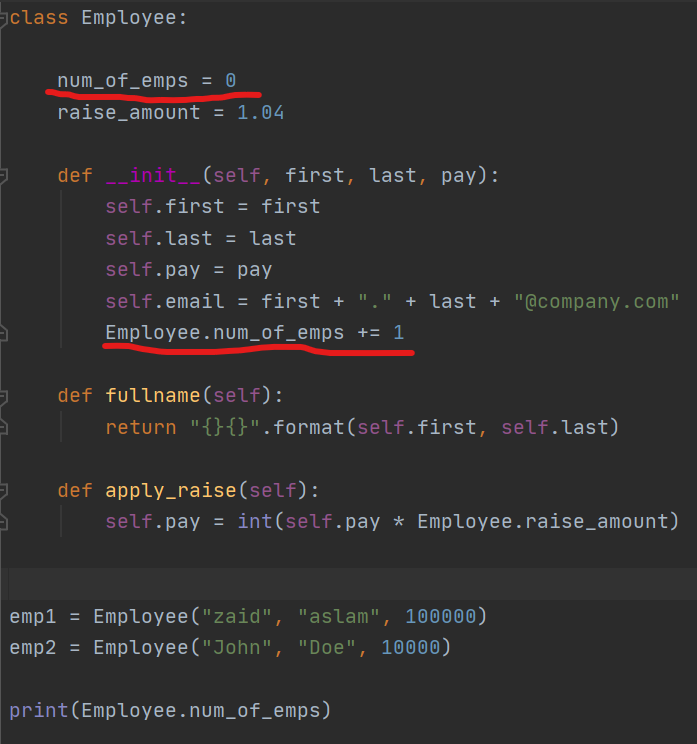 class Employee:
    num_of_emps = 0
    raise_amount = 1.04
    def __init__(self, first, last, pay):
        self.first = first
        self.last = last
        self.pay = pay
        self.email = first + "." + last + "@company.com"
        Employee.num_of_emps += 1
    def fullname(self):
        return "{}{}".format(self.first, self.last)
    def apply_raise(self):
        self.pay = int(self.pay * Employee.raise_amount)
emp1 = Employee("zaid", "aslam", 100000)
emp2 = Employee("John", "Doe", 10000)
print(Employee.num_of_emps)